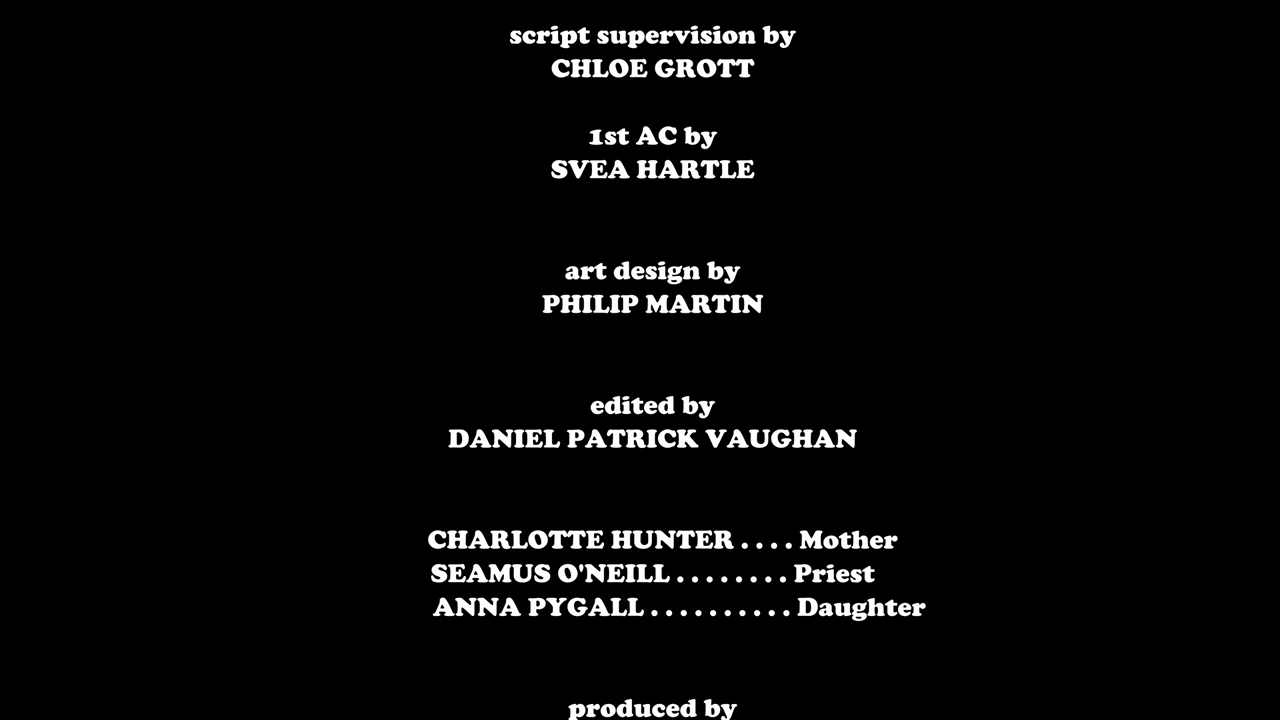 script supervision by
CHLOE GROTT
1st AC by
SVEA HARTLE
art design by
PHILIP MARTIN
edited by
DANIEL PATRICK VAUGHAN
CHARLOTTE HUNTER . . . . Mother
SEAMUS O'NEILL . . . . . . . . Priest
ANNA PYGALL . . . . . . . . . . Daughter
produced by